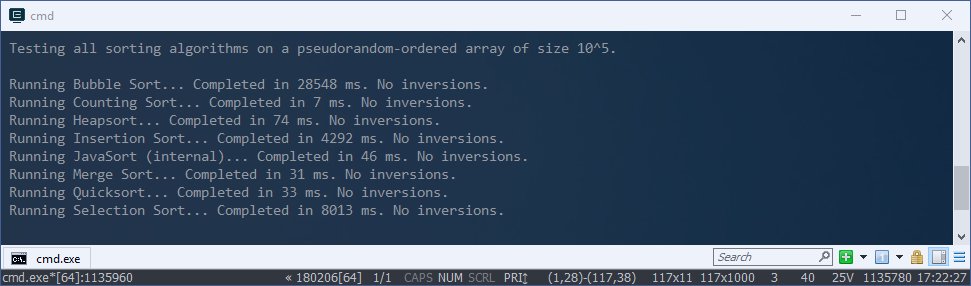 cmd
Testing all sorting algorithms on a pseudorandom-ordered array of size 10^5.
Running Bubble Sort... Completed in 28548 ms. No inversions.
Running Counting Sort... Completed in 7 ms. No inversions.
Running Heapsort... Completed in 74 ms. No inversions.
Running Insertion Sort... Completed in 4292 ms. No inversions.
Running JavaSort (internal)... Completed in 46 ms. No inversions.
Running Merge Sort... Completed in 31 ms. No inversions.
Running Quicksort... Completed in 33 ms. No inversions.
Running Selection Sort... Completed in 8013 ms. No inversions.
cmd.exe Search
cmd.exe*[64]:1135960 « 180206[64] 1/1 CAPS NUM SCRL PRI↕ (1,28)-(117,38) 117x11 117x1000 3 40 25V 1135780 17:22:27